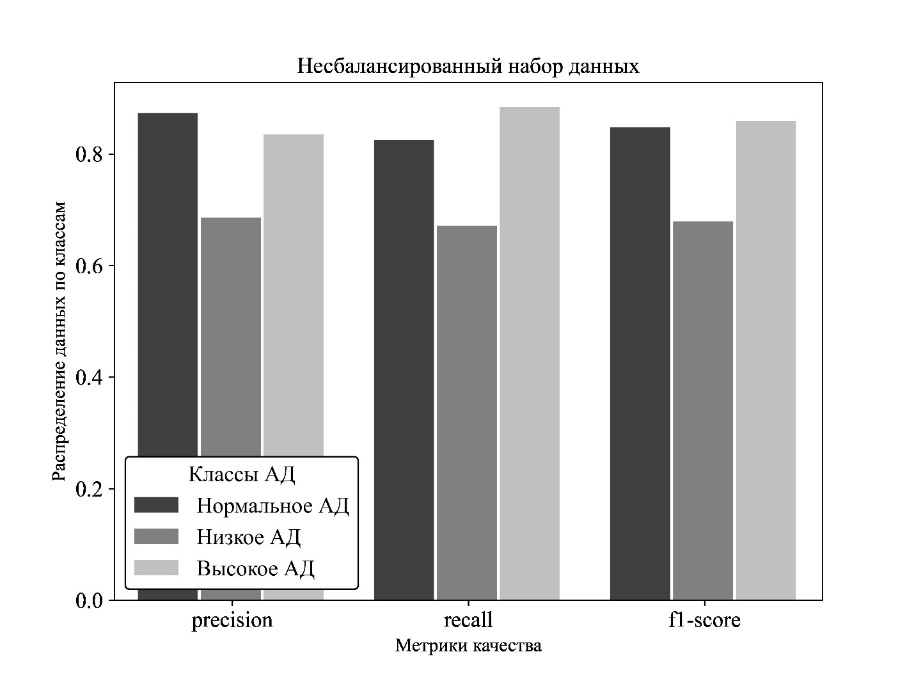 Несбалансированный набор данных
Распределение данных по классам
0.8
0.6
0.4
0.2
0.0
Классы АД
Нормальное АД
Низкое АД
Высокое АД
precision
recall
f1-score
Метрики качества